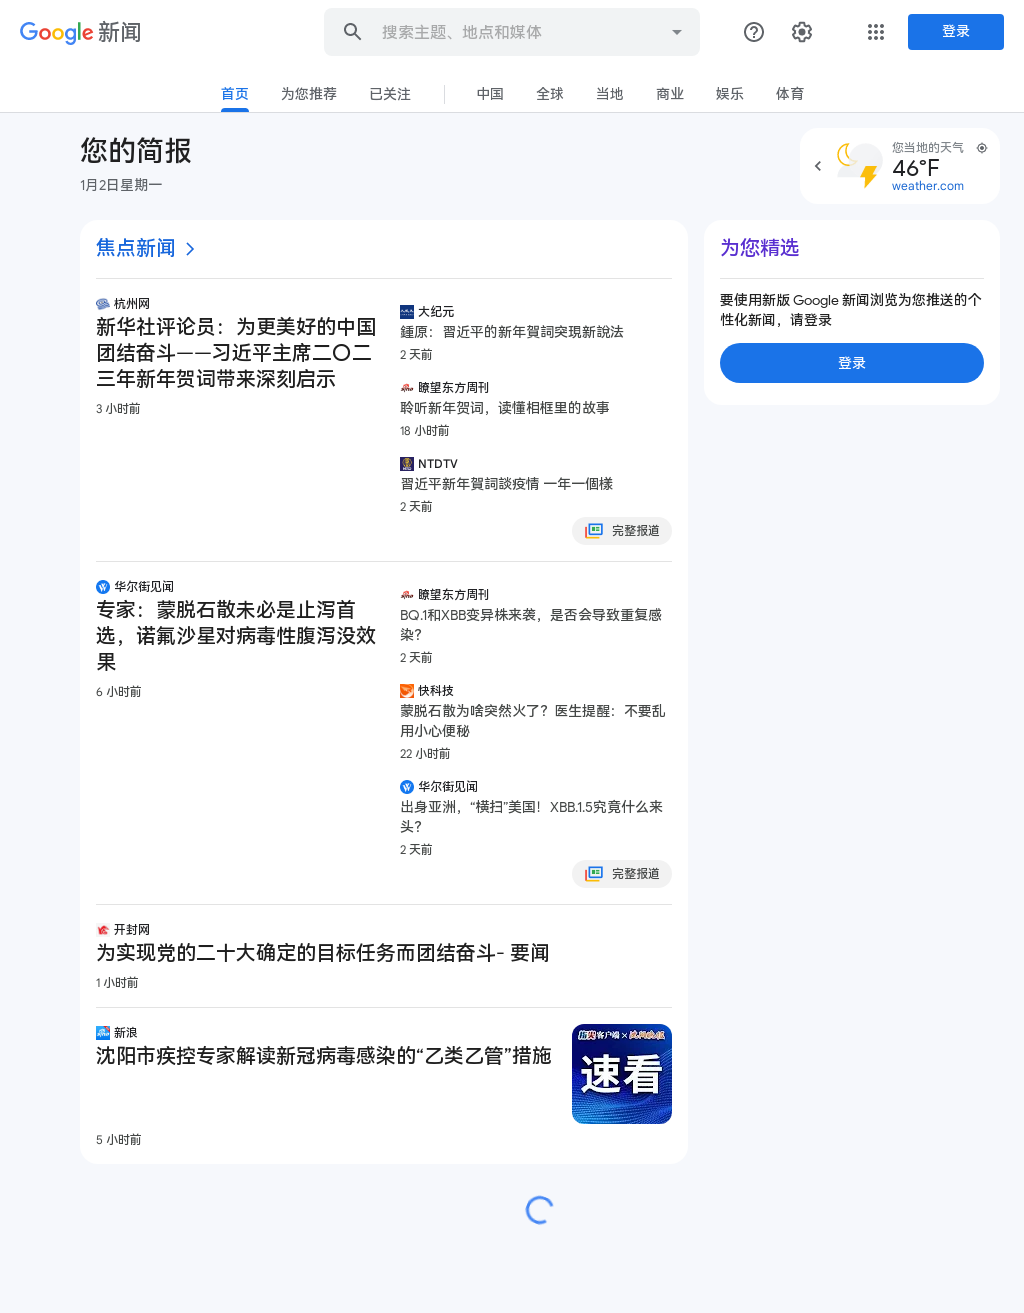 Google 新闻
搜索主题、地点和媒体
登录
首页
为您推荐
已关注
中国
全球
当地
商业
娱乐
体育
您的简报
1月2日星期一
您当地的天气
46°F
weather.com
焦点新闻
杭州网
新华社评论员：为更美好的中国
团结奋斗——习近平主席二〇二
三年新年贺词带来深刻启示
3 小时前
大纪元
鍾原：習近平的新年賀詞突現新說法
2 天前
瞭望东方周刊
聆听新年贺词，读懂相框里的故事
18 小时前
NTDTV
習近平新年賀詞談疫情 一年一個樣
2 天前
完整报道
华尔街见闻
专家：蒙脱石散未必是止泻首
选，诺氟沙星对病毒性腹泻没效
果
6 小时前
瞭望东方周刊
BQ.1和XBB变异株来袭，是否会导致重复感
染？
2 天前
快科技
蒙脱石散为啥突然火了？医生提醒：不要乱
用小心便秘
22 小时前
华尔街见闻
出身亚洲，“横扫”美国！XBB.1.5究竟什么来
头？
2 天前
完整报道
开封网
为实现党的二十大确定的目标任务而团结奋斗- 要闻
1 小时前
新浪
沈阳市疾控专家解读新冠病毒感染的“乙类乙管”措施
5 小时前
客户端
速看
为您精选
要使用新版 Google 新闻浏览为您推送的个
性化新闻，请登录
登录